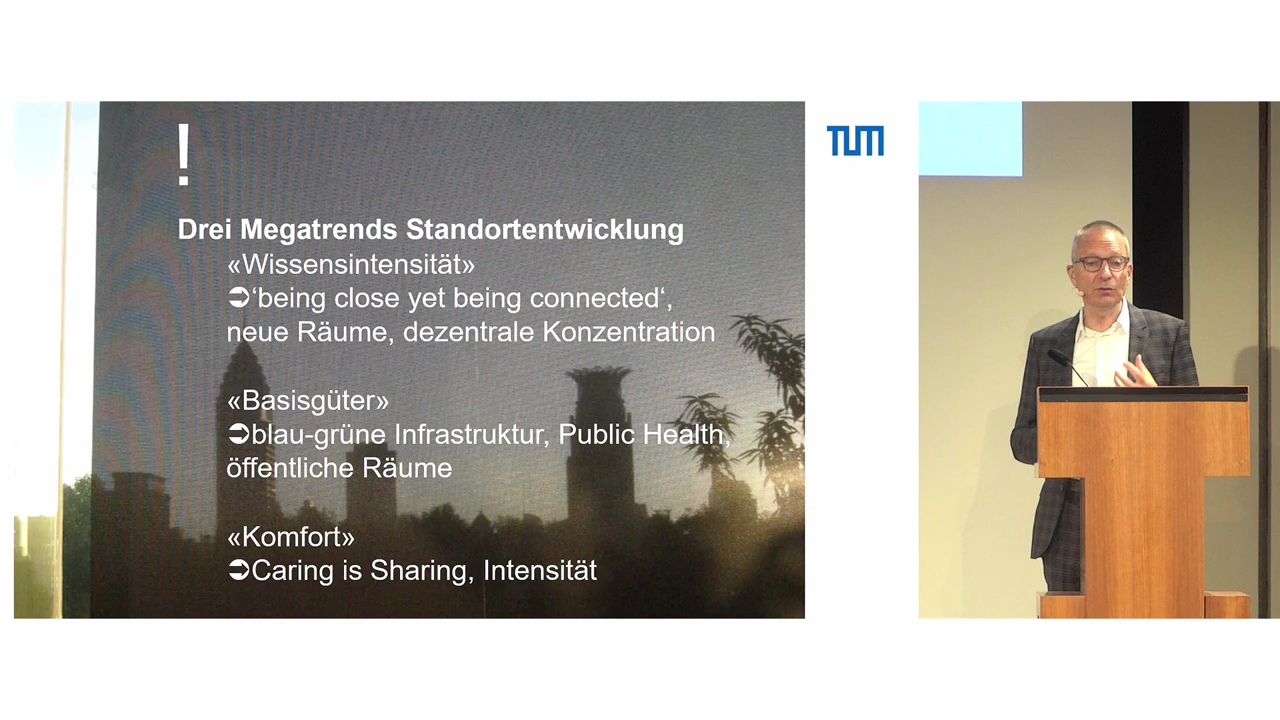 !
Drei Megatrends Standortentwicklung
«Wissensintensität»
➲‘being close yet being connected‘,
neue Räume, dezentrale Konzentration
«Basisgüter»
➲blau-grüne Infrastruktur, Public Health,
öffentliche Räume
«Komfort»
➲Caring is Sharing, Intensität
TUM